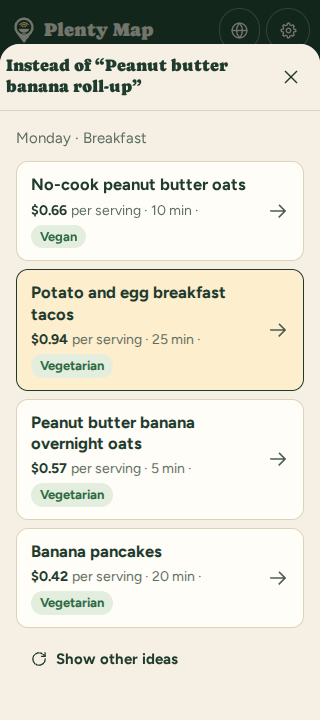 Plenty Map
Instead of “Peanut butter
banana roll-up”
Monday · Breakfast
No-cook peanut butter oats
$0.66 per serving · 10 min ·
Vegan
Potato and egg breakfast
tacos
$0.94 per serving · 25 min ·
Vegetarian
Peanut butter banana
overnight oats
$0.57 per serving · 5 min ·
Vegetarian
Banana pancakes
$0.42 per serving · 20 min ·
Vegetarian
Show other ideas